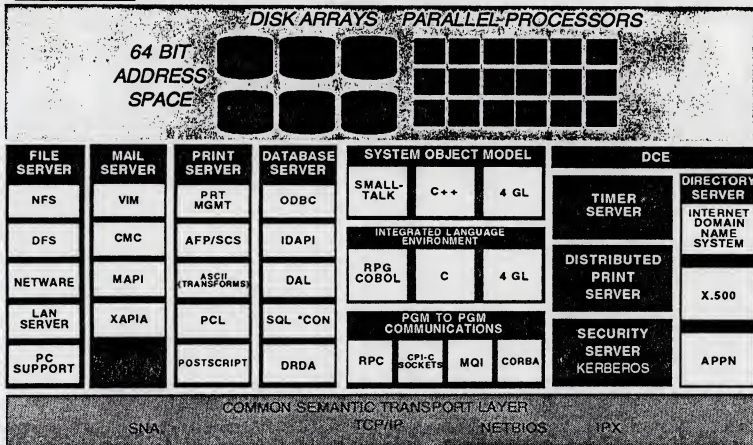 DISK ARRAYS PARALLEL PROCESSORS
64 BIT
ADDRESS
SPACE
FILE
SERVER
NFS
DFS
NETWARE
LAN
SERVER
PC
SUPPORT
MAIL
SERVER
VIM
CMC
MAPI
XAPIA
PRINT
SERVER
PRT
MGMT
AFP/SCS
ASCII
(TRANSFORMS)
PCL
POSTSCRIPT
DATABASE
SERVER
ODBC
IDAPI
DAL
SQL *CON
DRDA
SYSTEM OBJECT MODEL
SMALL-
TALK
C++
4 GL
INTEGRATED LANGUAGE
ENVIRONMENT
RPG
COBOL
C
4 GL
PGM TO PGM
COMMUNICATIONS
RPC
CPI-C
SOCKETS
MQI
CORBA
DCE
TIMER
SERVER
DISTRIBUTED
PRINT
SERVER
SECURITY
SERVER
KERBEROS
DIRECTORY
SERVER
INTERNET
DOMAIN
NAME
SYSTEM
X.500
APPN
COMMON SEMANTIC TRANSPORT LAYER
SNA TCP/IP NETBIOS IPX